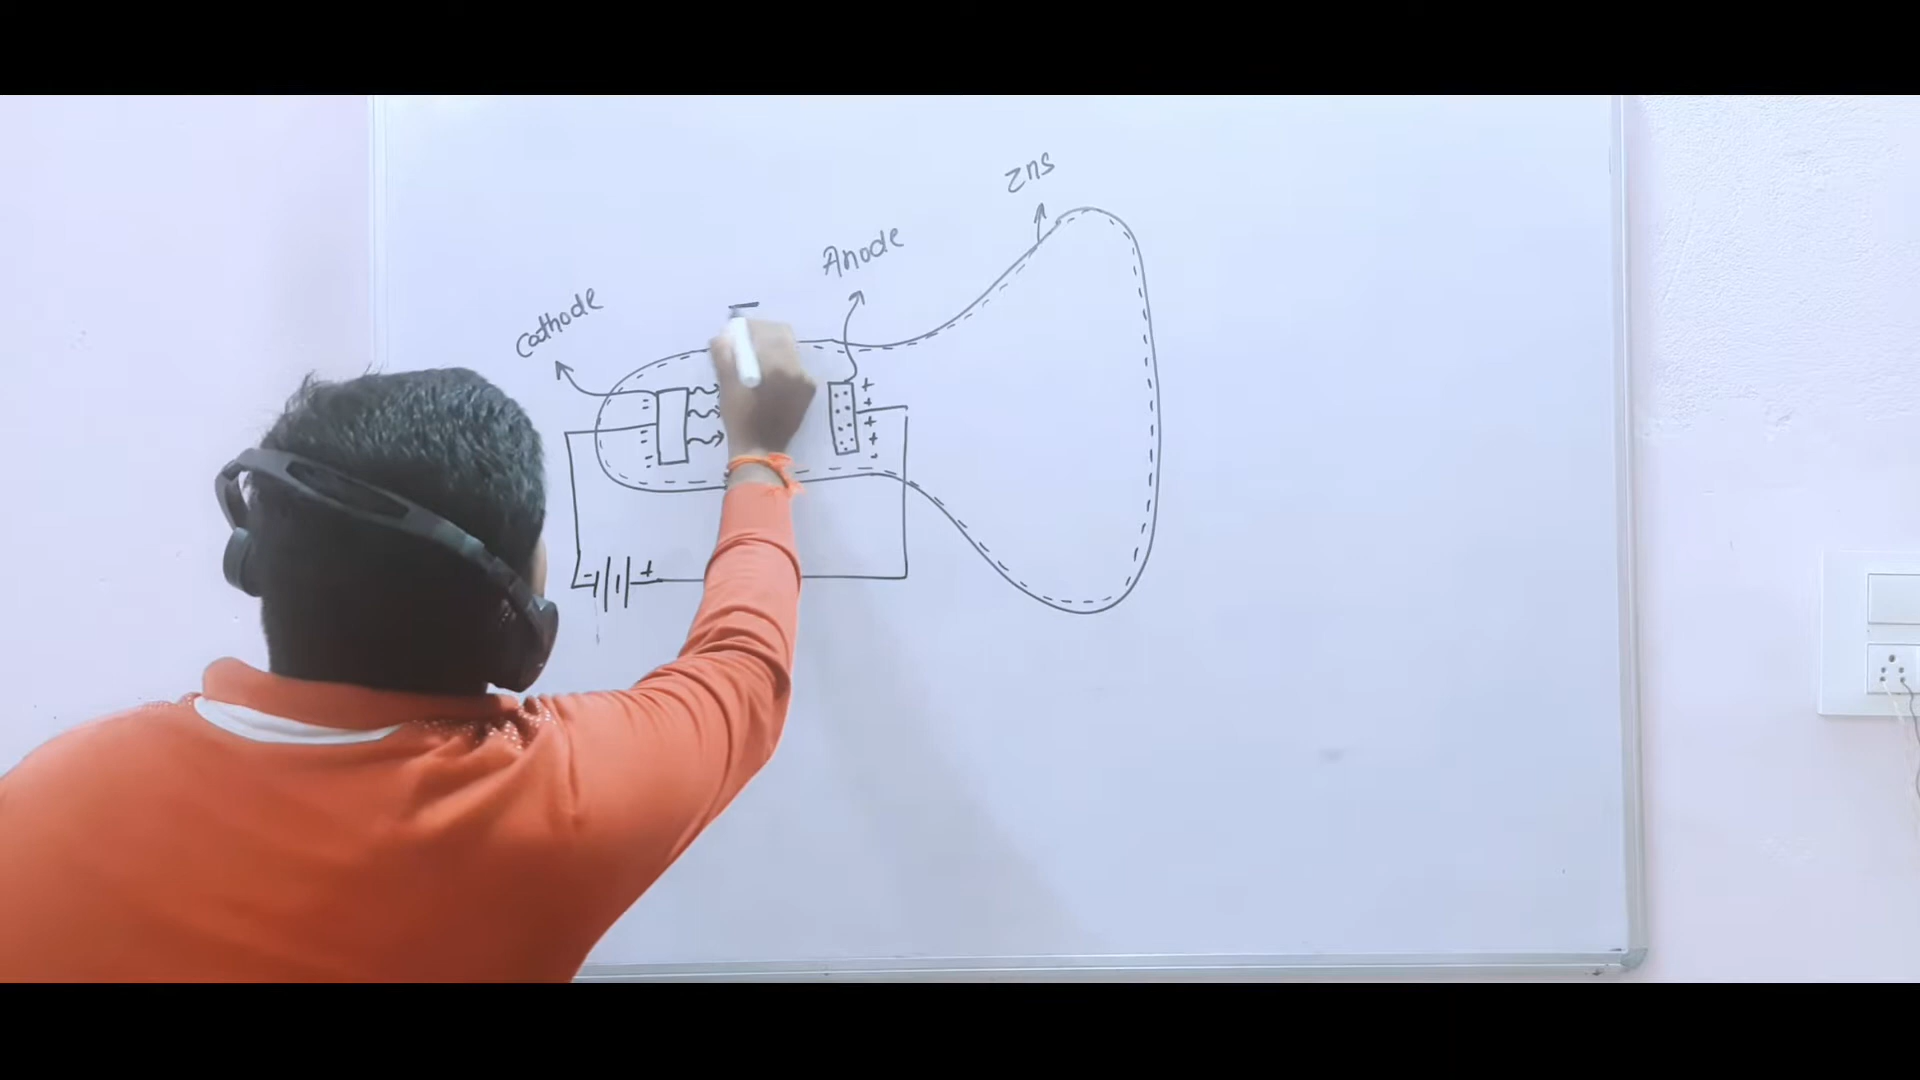 ZnS
Anode
Cathode
- +
+
+
+
+